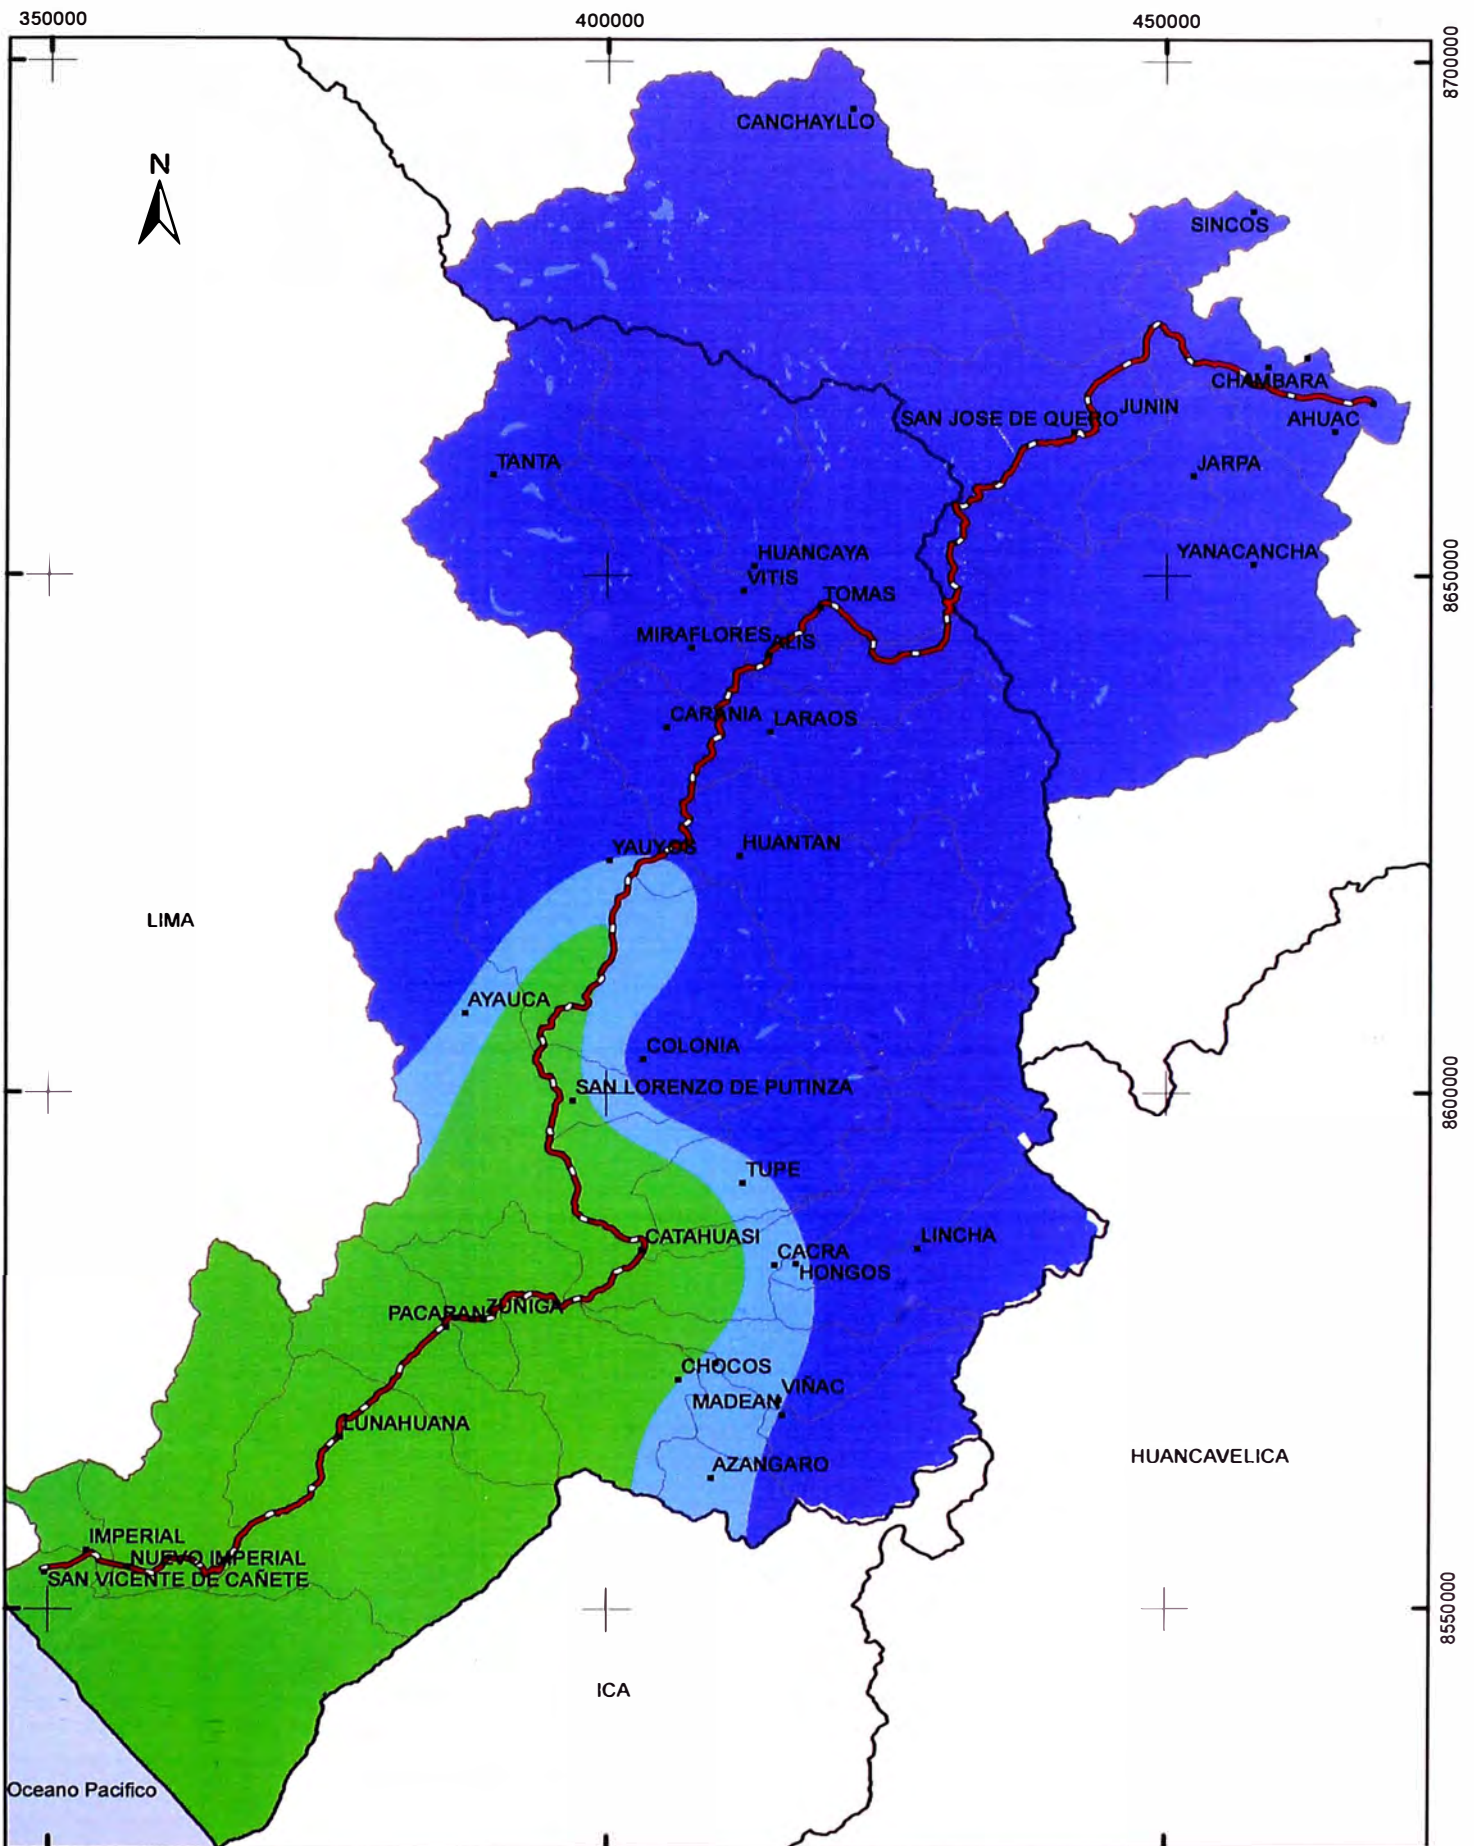 350000
400000
450000
8700000
CANCHAYLLO
N
SINCOS
CHAMBARA
JUNIN
SAN JOSE DE QUERO
AHUAC
TANTA
JARPA
HUANCAYA
YANACANCHA
VITIS
8650000
TOMAS
MIRAFLORES
ALIS
CARANIA
LARAOS
YAUYOS
HUANTAN
LIMA
AYAUCA
COLONIA
SAN LORENZO DE PUTINZA
8600000
TUPE
CATAHUASI
LINCHA
CACRA
HONGOS
ZUÑIGA
PACARAN
CHOCOS
VIÑAC
MADEAN
LUNAHUANA
HUANCAVELICA
AZANGARO
IMPERIAL
NUEVO IMPERIAL
SAN VICENTE DE CAÑETE
8550000
ICA
Oceano Pacifico